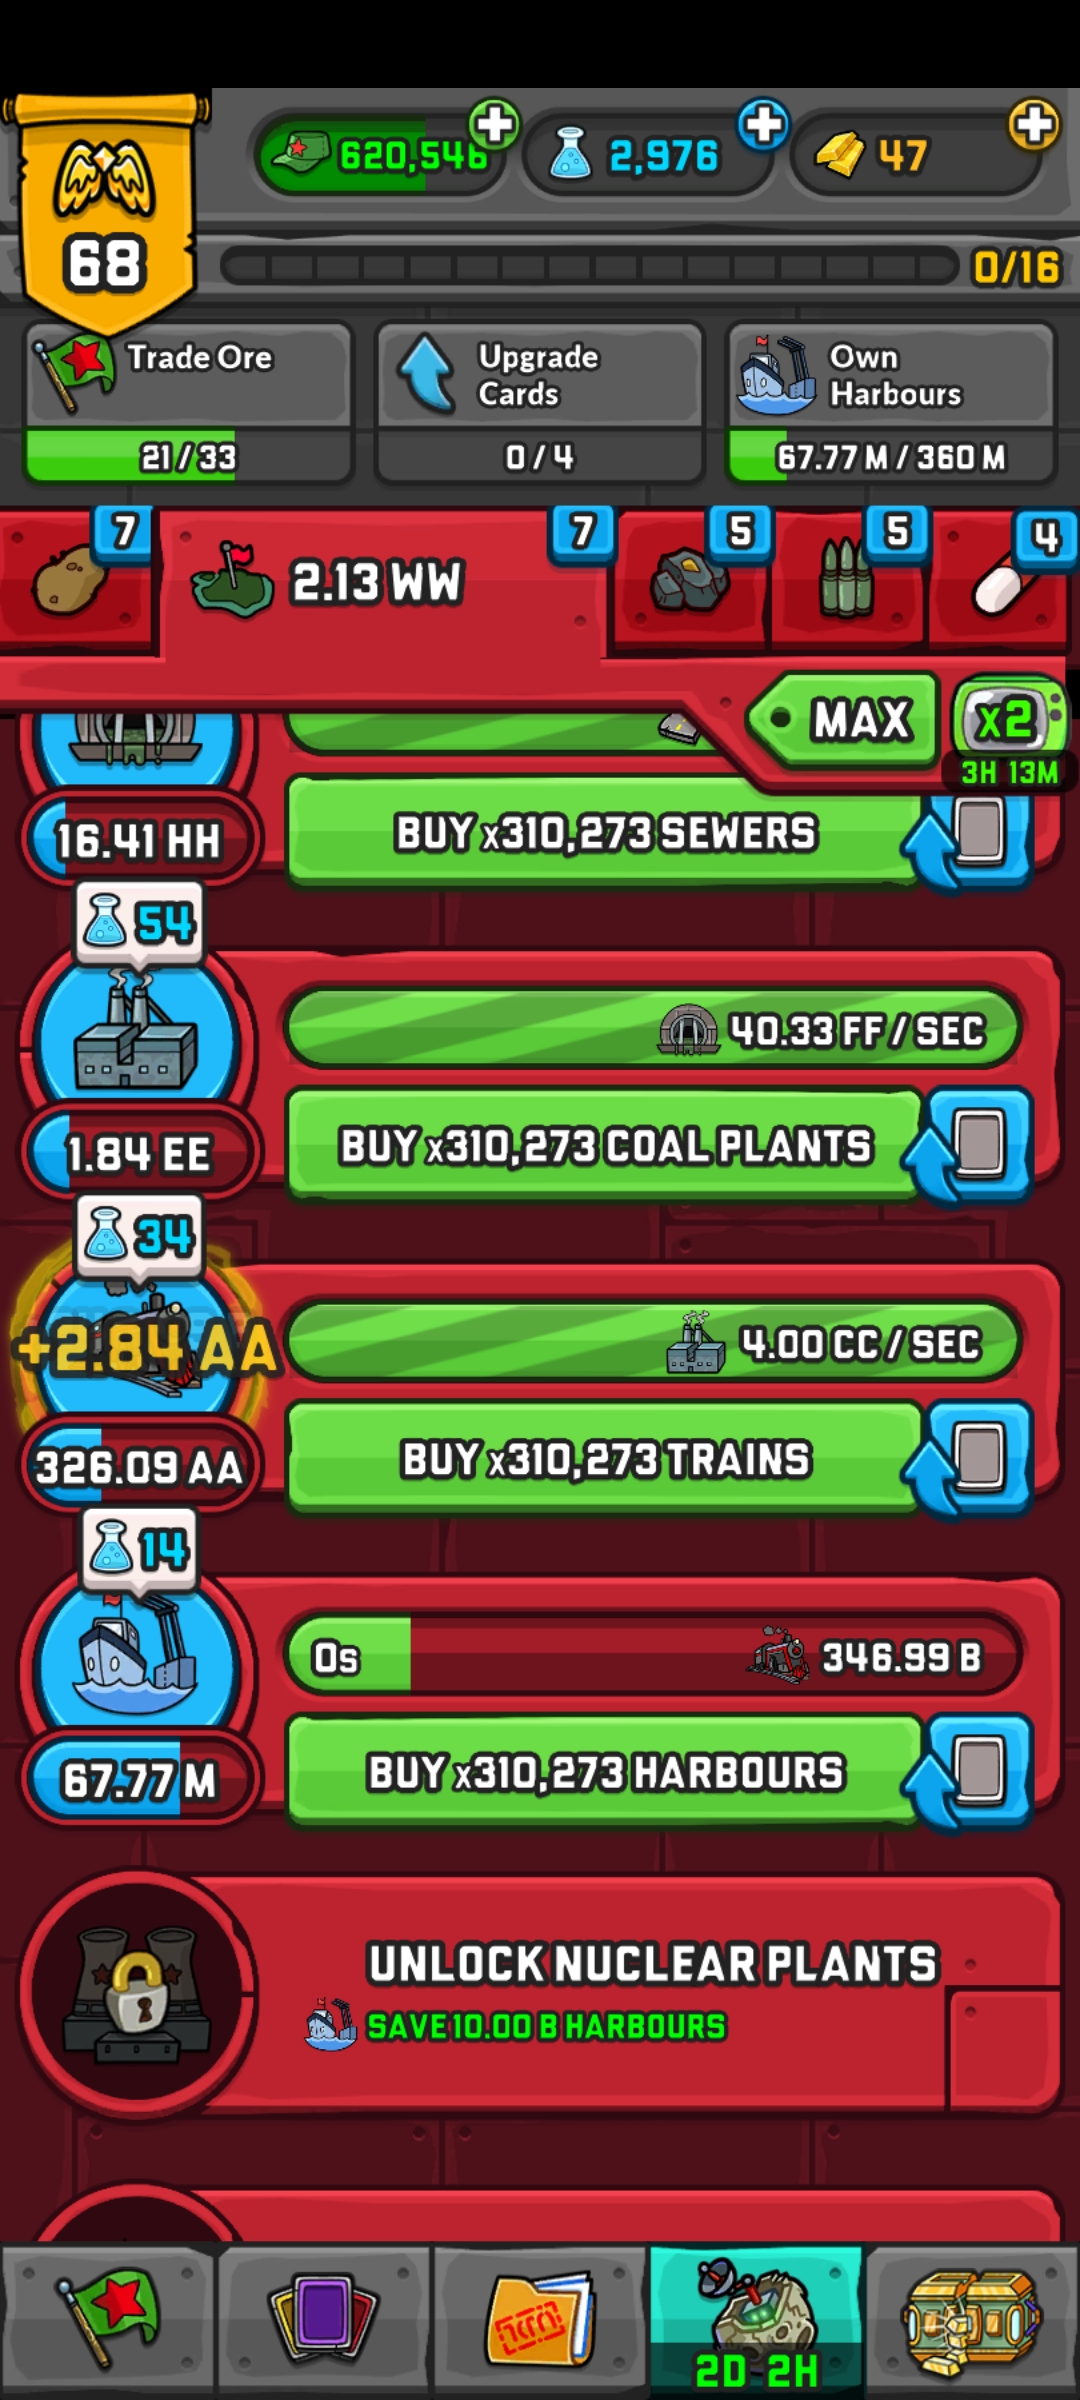 620,546
2,976
47
68
0/16
Trade Ore
21 / 33
Upgrade
Cards
0 / 4
Own
Harbours
67.77 M / 360 M
7
2.13 WW
7
5
5
4
MAX
x2
3H 13M
16.41 HH
BUY x310,273 SEWERS
54
40.33 FF / SEC
1.84 EE
BUY x310,273 COAL PLANTS
34
+2.84 AA
4.00 CC / SEC
326.09 AA
BUY x310,273 TRAINS
14
0s
346.99 B
67.77 M
BUY x310,273 HARBOURS
UNLOCK NUCLEAR PLANTS
SAVE 10.00 B HARBOURS
2D 2H